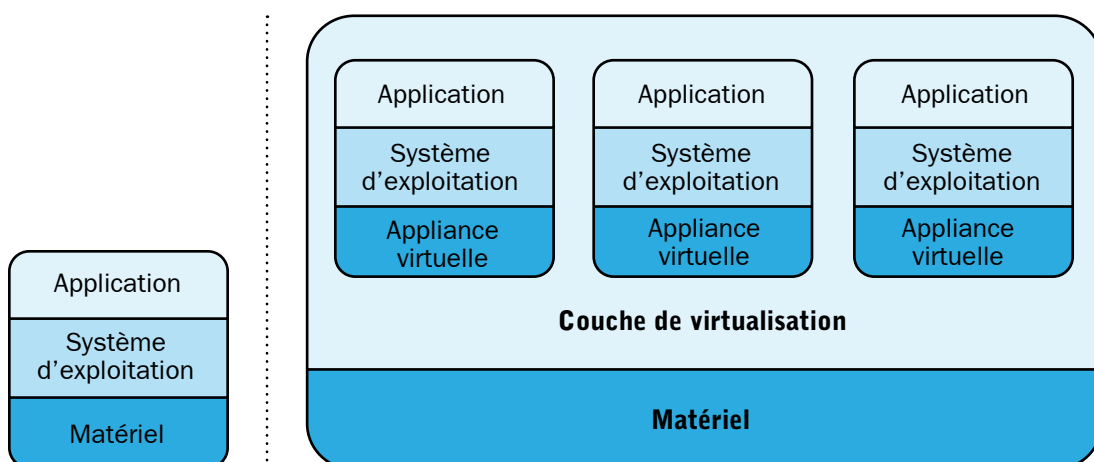 Application
Système
d’exploitation
Matériel
Application
Système
d’exploitation
Appliance
virtuelle
Application
Système
d’exploitation
Appliance
virtuelle
Application
Système
d’exploitation
Appliance
virtuelle
Couche de virtualisation
Matériel